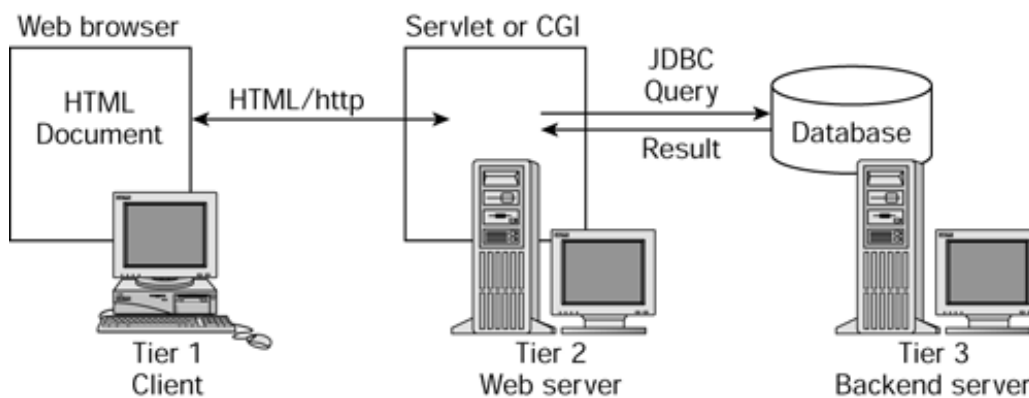 Web browser
HTML
Document
HTML/http
Servlet or CGI
JDBC
Query
Result
Database
Tier 1
Client
Tier 2
Web server
Tier 3
Backend server